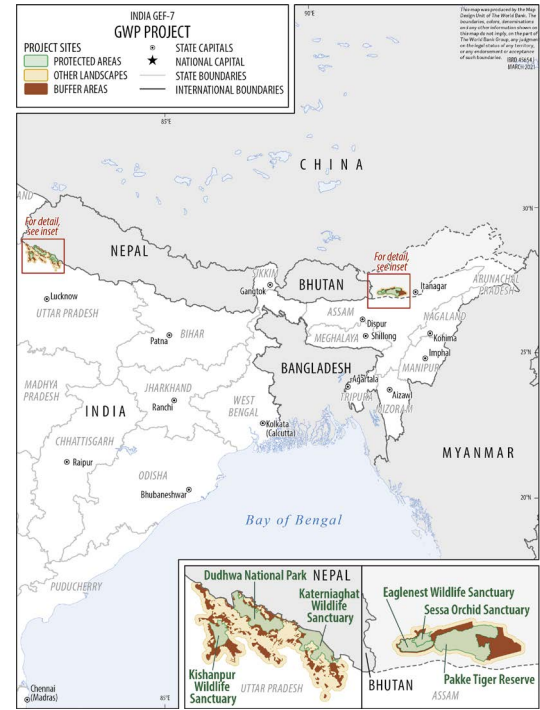 INDIA GEF-7
GWP PROJECT
PROJECT SITES
PROTECTED AREAS
OTHER LANDSCAPES
BUFFER AREAS
STATE CAPITALS
NATIONAL CAPITAL
STATE BOUNDARIES
INTERNATIONAL BOUNDARIES
This map was produced by the Map
Design Unit of The World Bank. The
boundaries, colors, denominations
and any other information shown on
this map do not imply, on the part of
The World Bank Group, any judgment
on the legal status of any territory,
or any endorsement or acceptance
of such boundaries.
IBRD 45654 |
MARCH 2021
90°E
85°E
CHINA
30°N
AND
For detail,
see inset
NEPAL
For detail,
see inset
SIKKIM
Gangtok
BHUTAN
Itanagar
ARUNACHAL
PRADESH
Lucknow
UTTAR PRADESH
ASSAM
Dispur
NAGALAND
Patna
BIHAR
MEGHALAYA
Shillong
Kohima
Imphal
25°N
MANIPUR
BANGLADESH
MADHYA
PRADESH
JHARKHAND
Ranchi
Agartala
TRIPURA
Aizawl
MIZORAM
INDIA
WEST
BENGAL
Kolkata
(Calcutta)
CHHATTISGARH
Raipur
MYANMAR
ODISHA
Bhubaneshwar
20°N
Bay of Bengal
PUDUCHERRY
Chennai
(Madras)
85°E
Dudhwa National Park
NEPAL
Katerniaghat
Wildlife
Sanctuary
Kishanpur
Wildlife
Sanctuary
UTTAR PRADESH
Eaglenest Wildlife Sanctuary
Sessa Orchid Sanctuary
Pakke Tiger Reserve
BHUTAN
ASSAM